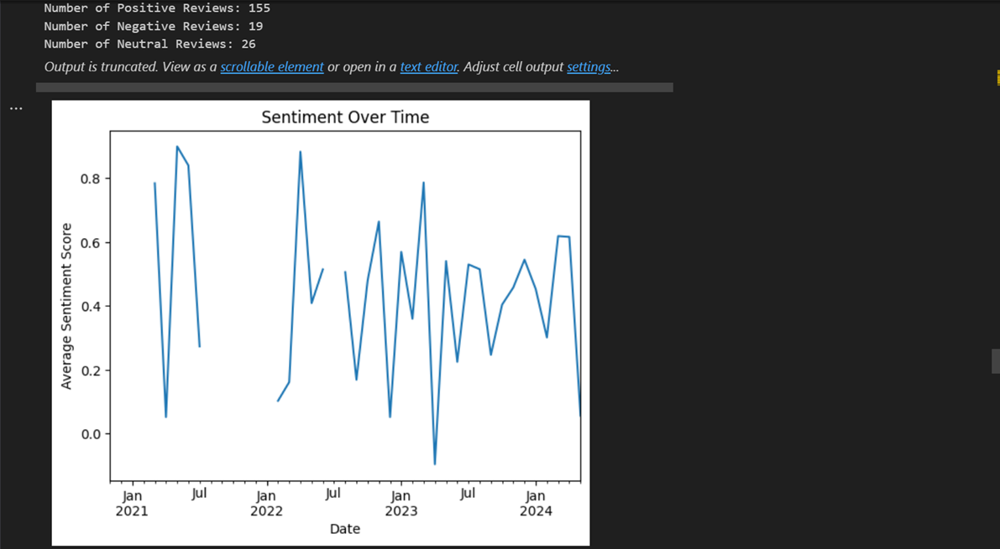 Number of Positive Reviews: 155
Number of Negative Reviews: 19
Number of Neutral Reviews: 26
Output is truncated. View as a scrollable element or open in a text editor. Adjust cell output settings...
...
Sentiment Over Time
Average Sentiment Score
0.8
0.6
0.4
0.2
0.0
Jan Jul Jan Jul Jan Jul Jan
2021 2022 2023 2024
Date